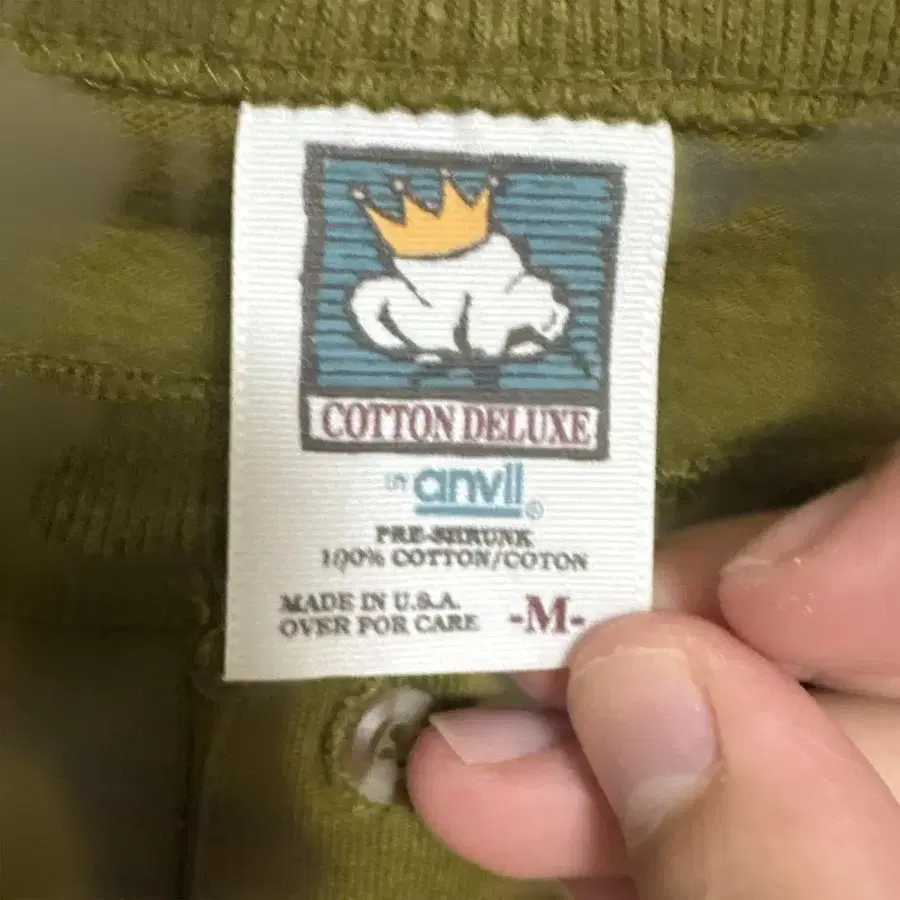 COTTON DELUXE
BY anvil®
PRE-SHRUNK
100% COTTON/COTON
MADE IN U.S.A.
OVER FOR CARE
-M-